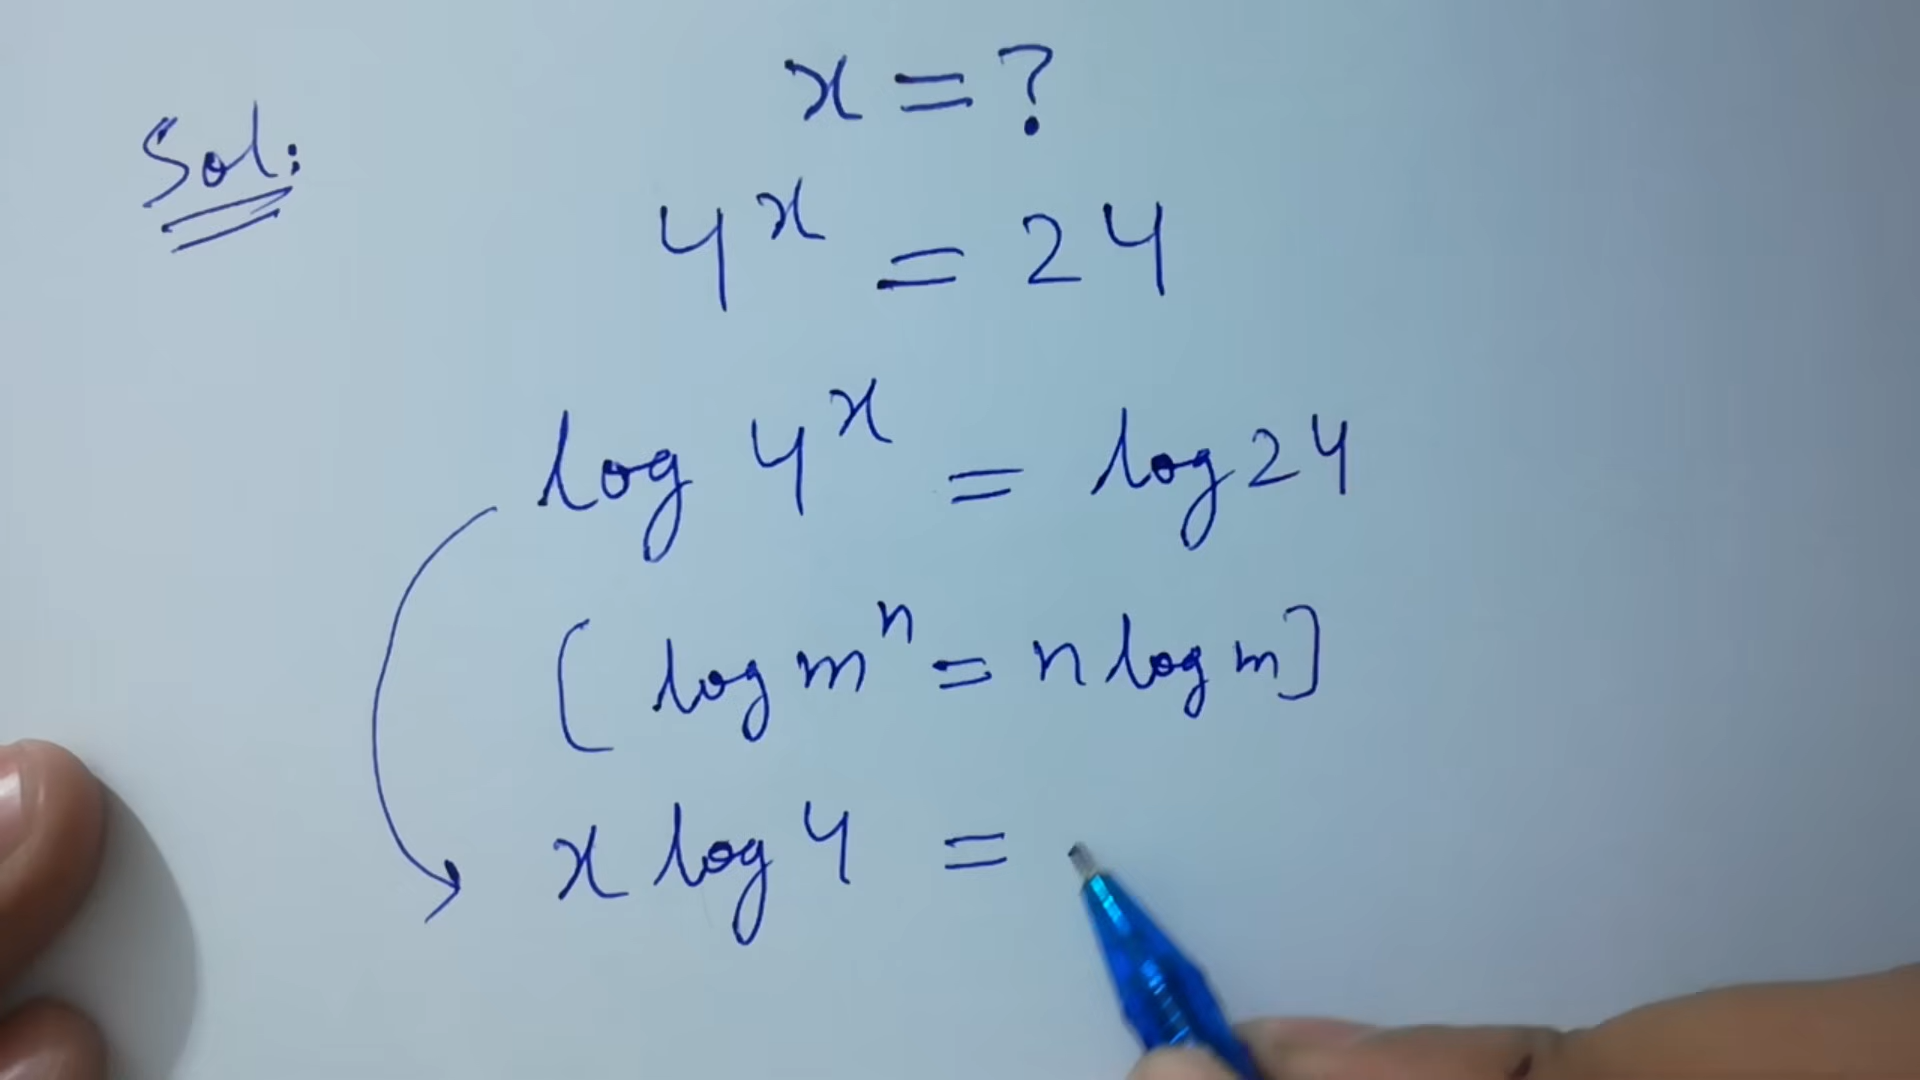 x = ?
Sol:
4^x = 24
log 4^x = log 24
[ log m^n = n log m ]
x log 4 =